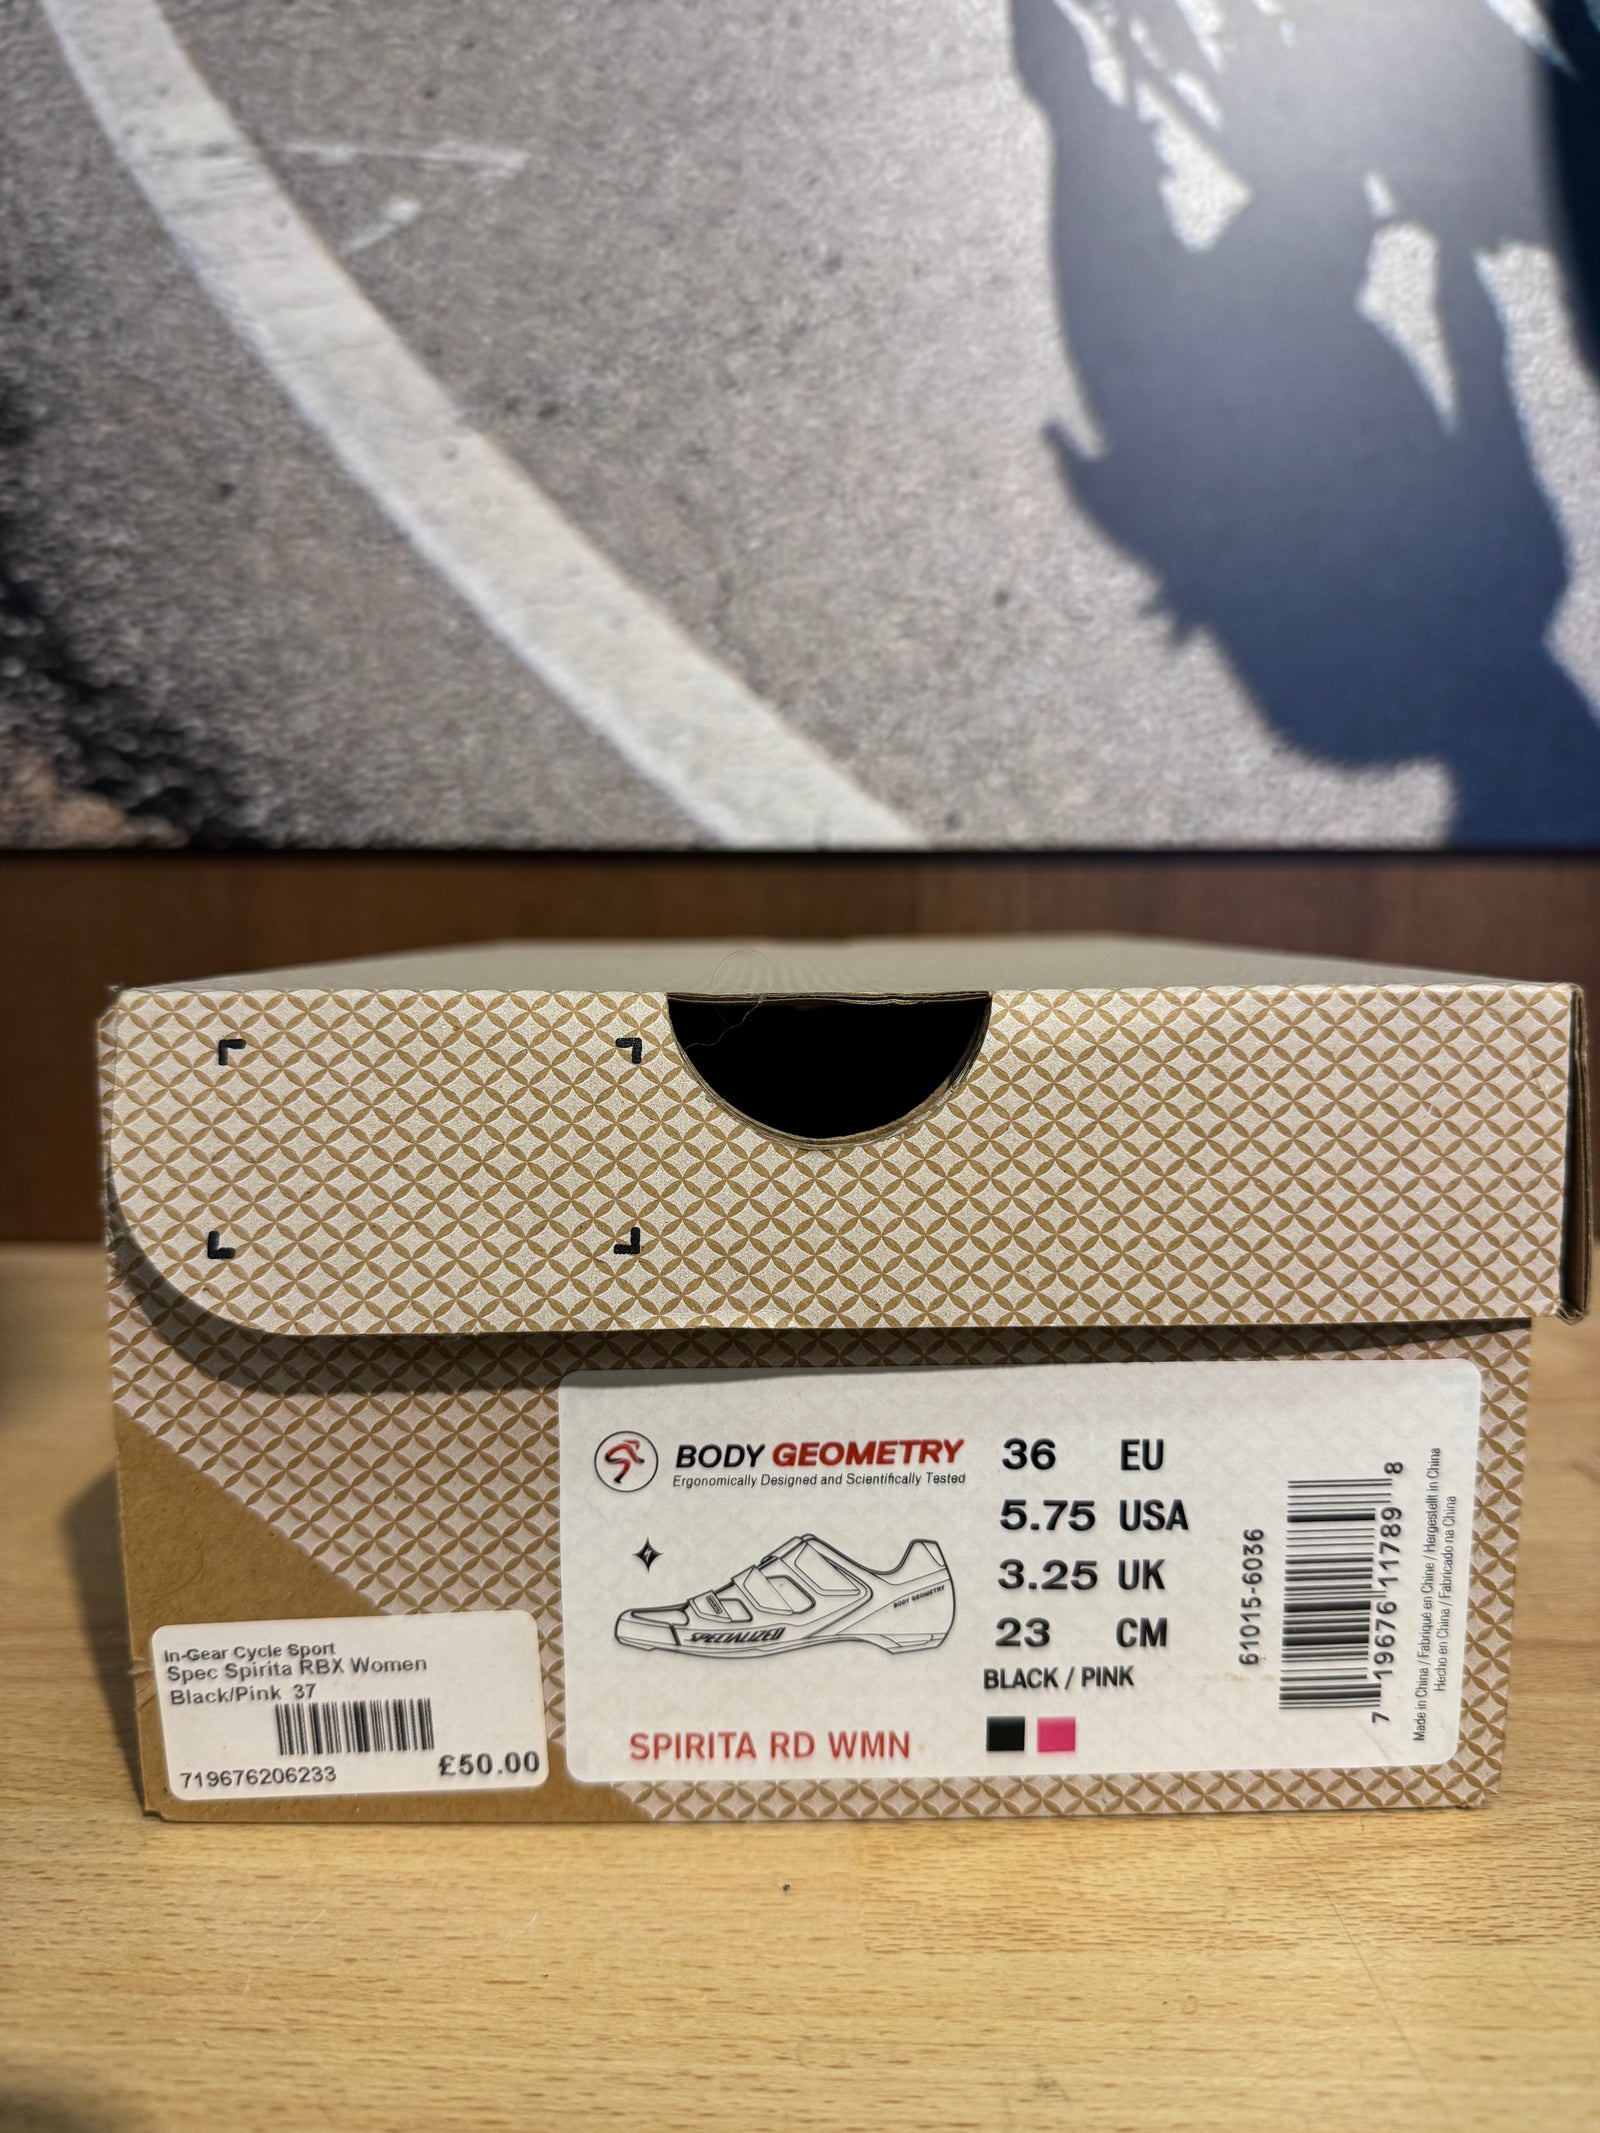 BODY GEOMETRY
Ergonomically Designed and Scientifically Tested
36 EU
5.75 USA
3.25 UK
23 CM
BLACK / PINK
BODY GEOMETRY
SPECIALIZED
SPIRITA RD WMN
61015-6036
7 19676 11789 8
Made in China / Fabriqué en Chine / Hergestellt in China
Hecho en China / Fabricado na China
In-Gear Cycle Sport
Spec Spirita RBX Women
Black/Pink 37
719676206233
£50.00